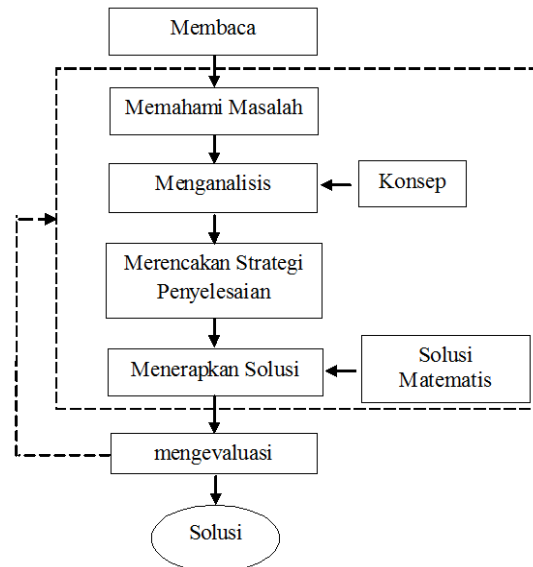 Membaca
Memahami Masalah
Menganalisis
Konsep
Merencakan Strategi
Penyelesaian
Menerapkan Solusi
Solusi
Matematis
mengevaluasi
Solusi